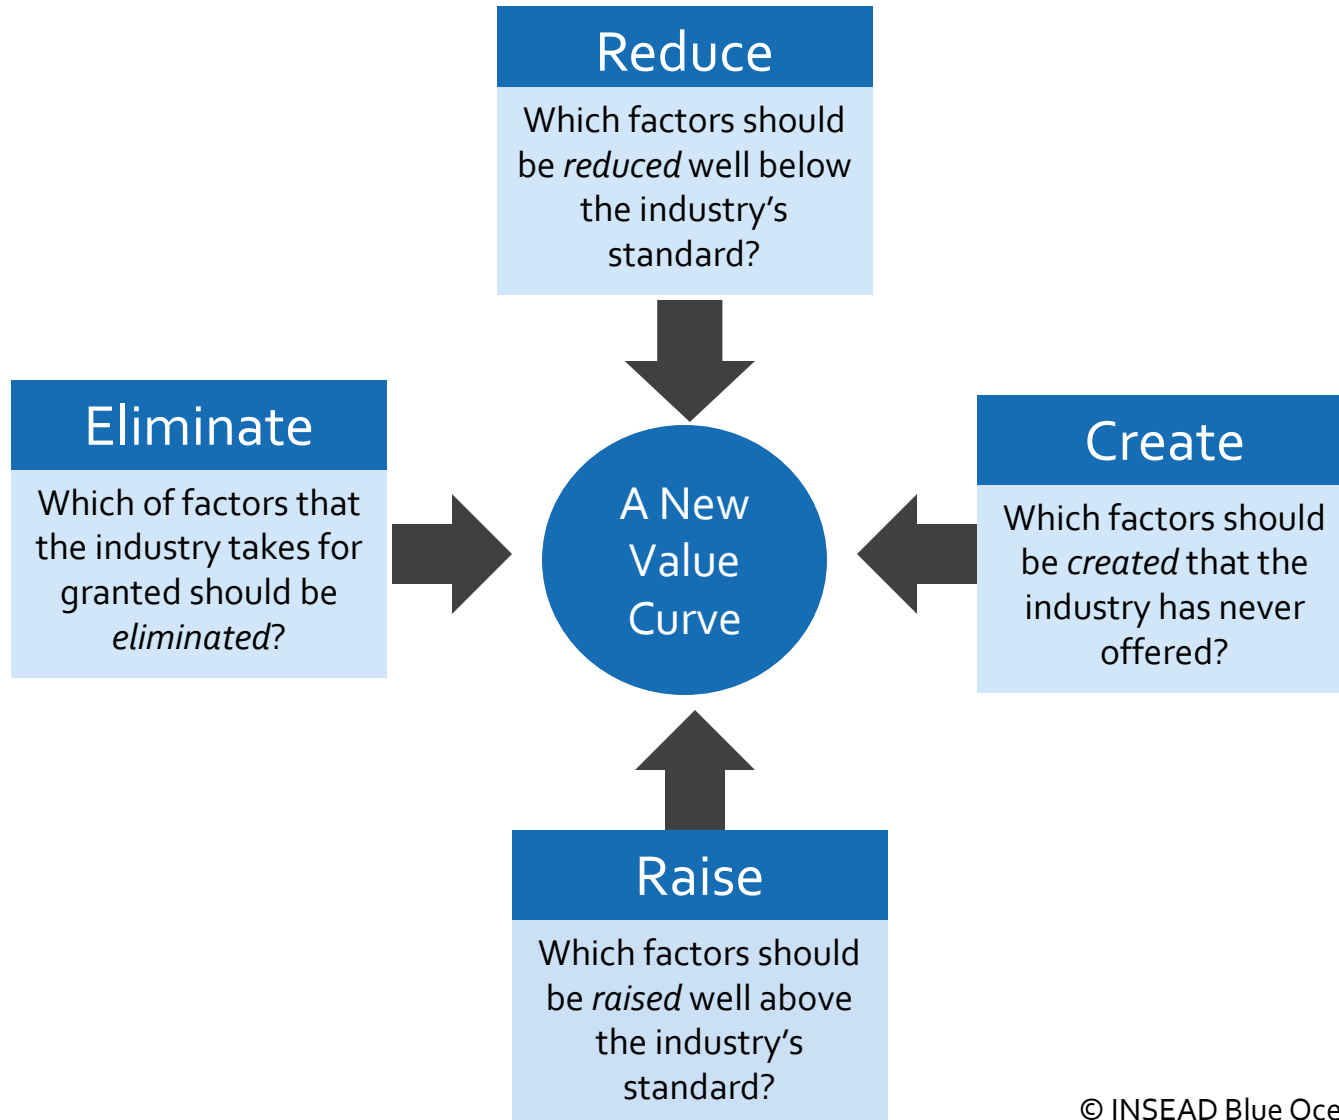 Reduce
Which factors should
be reduced well below
the industry's
standard?
Eliminate
Which of factors that
the industry takes for
granted should be
eliminated?
A New
Value
Curve
Create
Which factors should
be created that the
industry has never
offered?
Raise
Which factors should
be raised well above
the industry's
standard?
© INSEAD Blue Oce